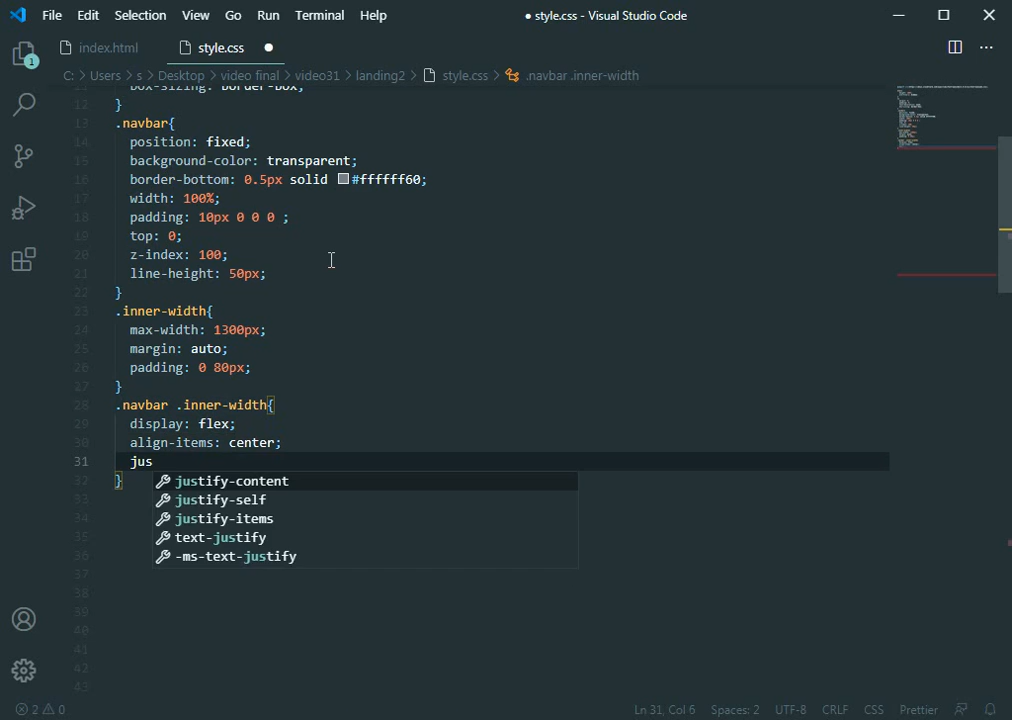 File Edit Selection View Go Run Terminal Help ● style.css - Visual Studio Code
1 index.html style.css
C: > Users > s > Desktop > video final > video31 > landing2 > style.css > .navbar .inner-width
11 box-sizing: border-box;
12 }
13 .navbar{
14 position: fixed;
15 background-color: transparent;
16 border-bottom: 0.5px solid #ffffff60;
17 width: 100%;
18 padding: 10px 0 0 0 ;
19 top: 0;
20 z-index: 100;
21 line-height: 50px;
22 }
23 .inner-width{
24 max-width: 1300px;
25 margin: auto;
26 padding: 0 80px;
27 }
28 .navbar .inner-width{
29 display: flex;
30 align-items: center;
31 jus
32 } justify-content
33 justify-self
34 justify-items
35 text-justify
36 -ms-text-justify
37
38
39
40
41
42
43
2 0 Ln 31, Col 6 Spaces: 2 UTF-8 CRLF CSS Prettier